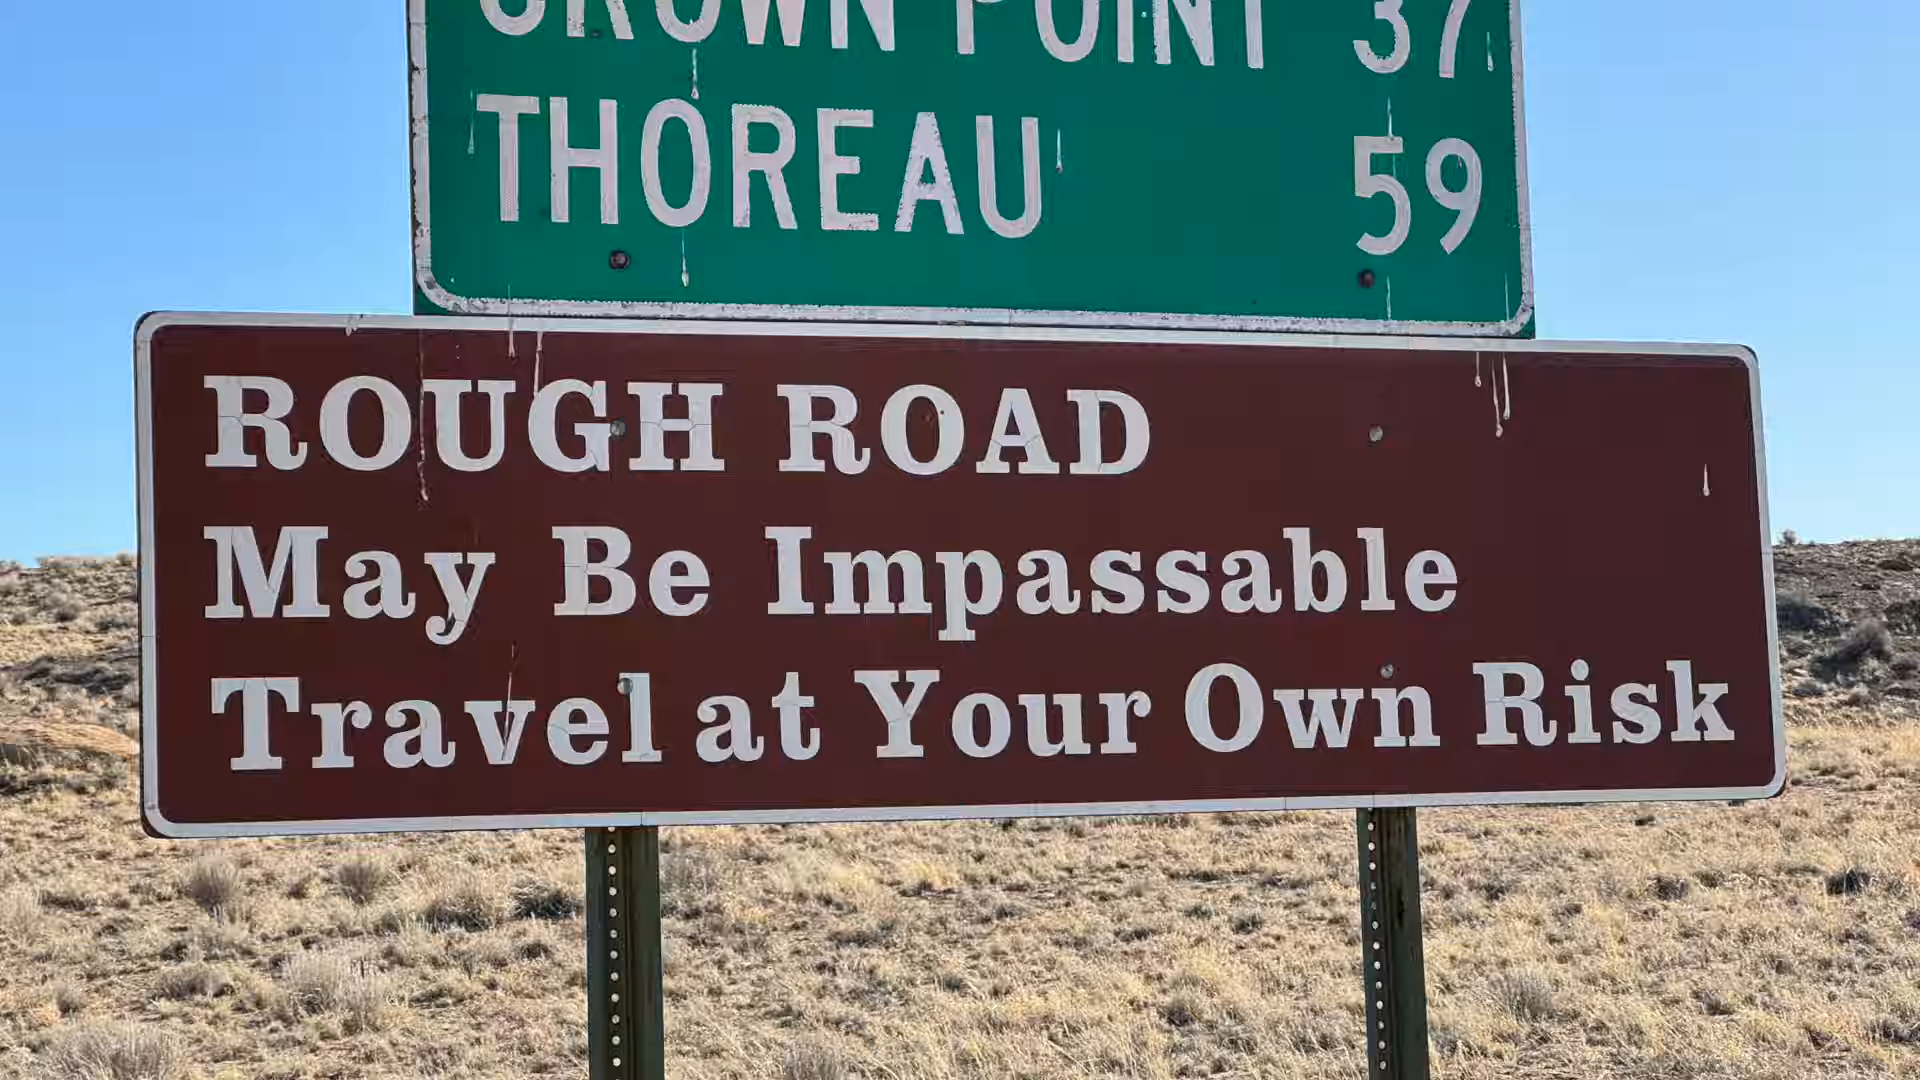 CROWN POINT 37
THOREAU 59
ROUGH ROAD
May Be Impassable
Travel at Your Own Risk